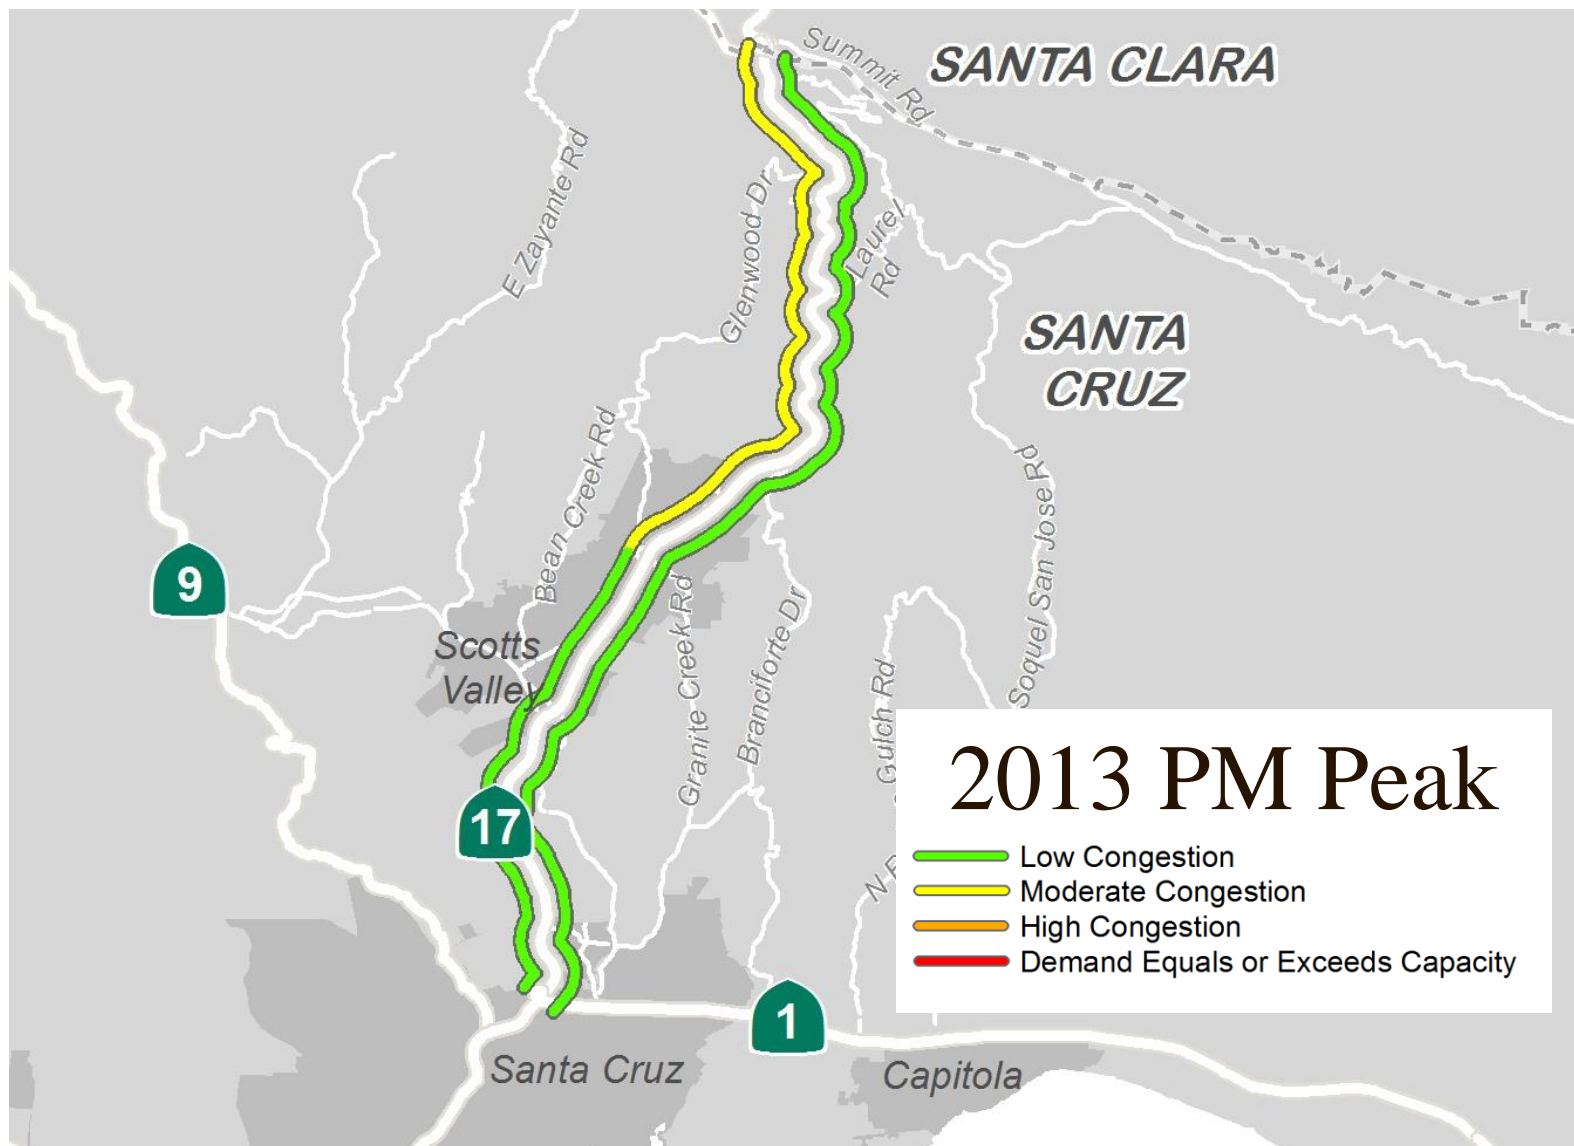 Summit Rd
SANTA CLARA
E Zayante Rd
Glenwood Dr
Laurel
Rd
SANTA
CRUZ
Bean Creek Rd
Soquel San Jose Rd
9
Scotts
Valley
Granite Creek Rd
Branciforte Dr
Gulch Rd
17
N
2013 PM Peak
Low Congestion
Moderate Congestion
High Congestion
Demand Equals or Exceeds Capacity
1
Santa Cruz
Capitola